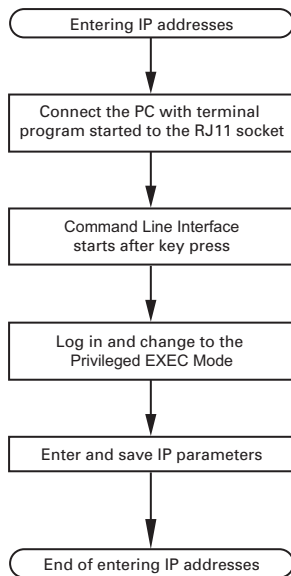 Entering IP addresses
Connect the PC with terminal
program started to the RJ11 socket
Command Line Interface
starts after key press
Log in and change to the
Privileged EXEC Mode
Enter and save IP parameters
End of entering IP addresses